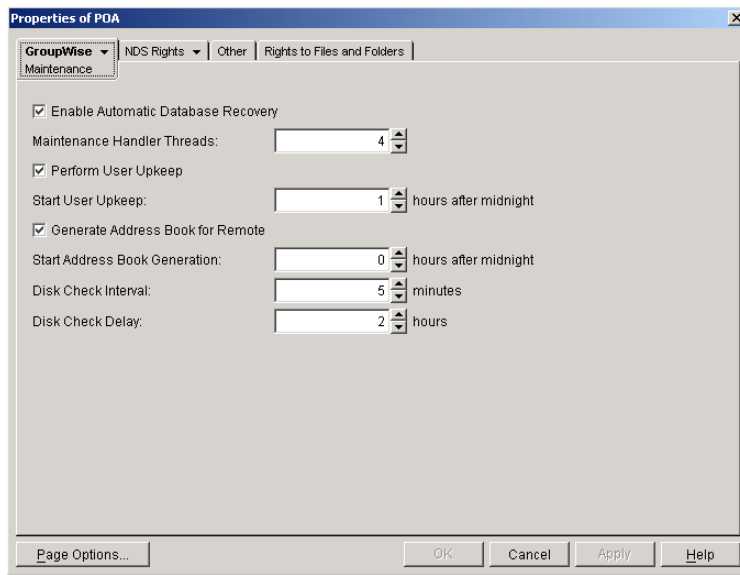 Properties of POA
GroupWise NDS Rights Other Rights to Files and Folders
Maintenance
Enable Automatic Database Recovery
Maintenance Handler Threads: 4
Perform User Upkeep
Start User Upkeep: 1 hours after midnight
Generate Address Book for Remote
Start Address Book Generation: 0 hours after midnight
Disk Check Interval: 5 minutes
Disk Check Delay: 2 hours
Page Options... OK Cancel Apply Help